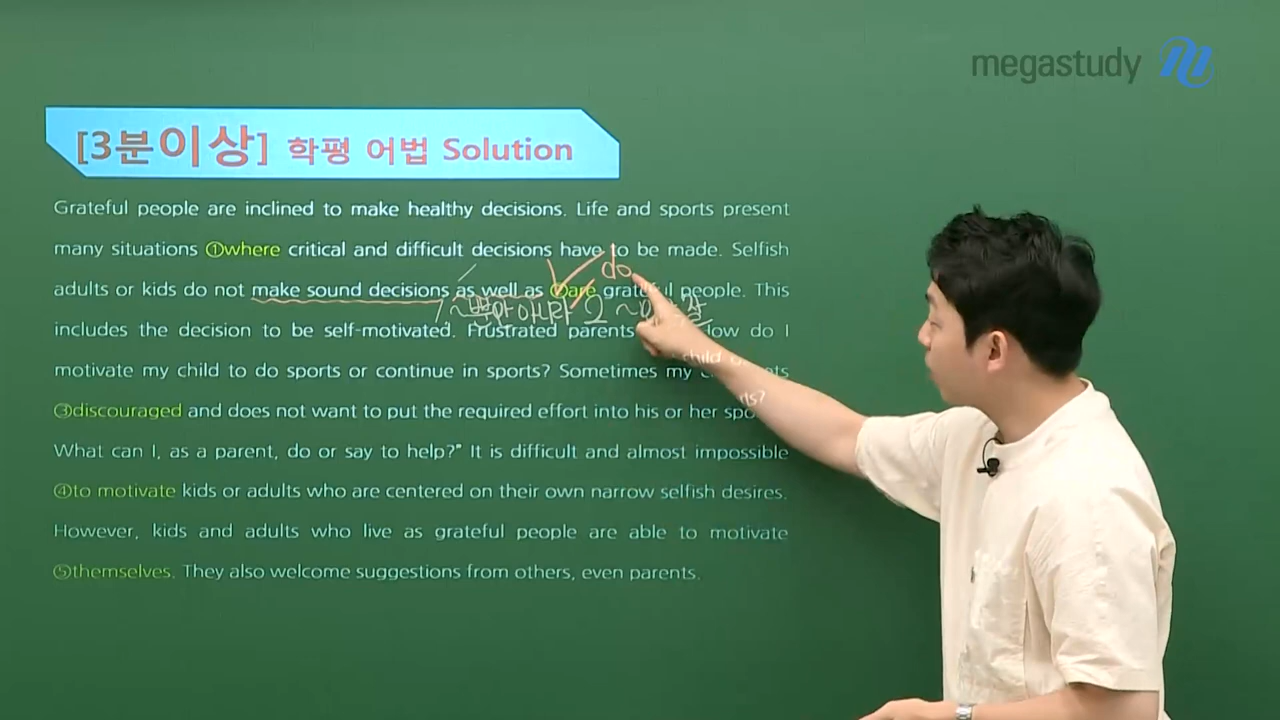 megastudy
[3분이상] 학평 어법 Solution
Grateful people are inclined to make healthy decisions. Life and sports present
many situations ①where critical and difficult decisions have to be made. Selfish
do
adults or kids do not make sound decisions as well as ②are grateful people. This
includes the decision to be self-motivated. Frustrated parents How do I
motivate my child to do sports or continue in sports? Sometimes my
③discouraged and does not want to put the required effort into his or her
What can I, as a parent, do or say to help?" It is difficult and almost impossible
④to motivate kids or adults who are centered on their own narrow selfish desires.
However, kids and adults who live as grateful people are able to motivate
⑤themselves. They also welcome suggestions from others, even parents.